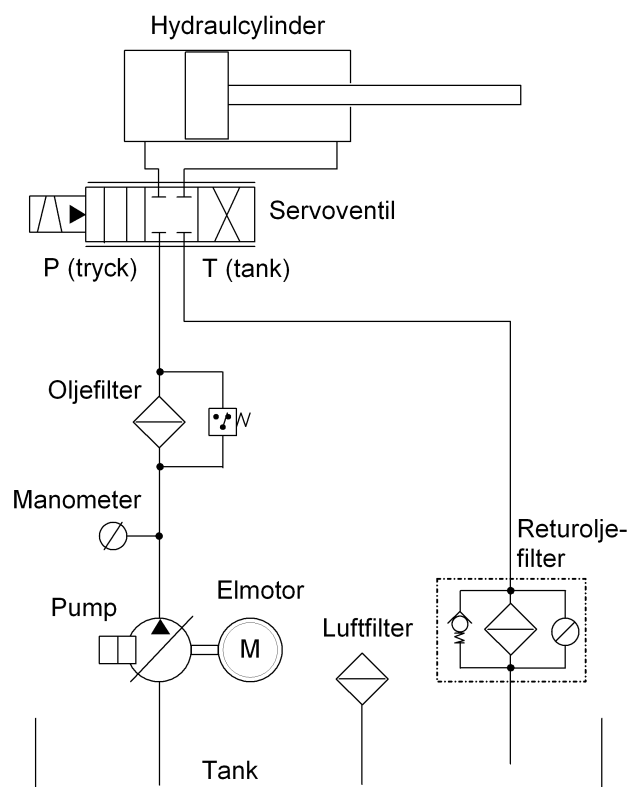 Hydraulcylinder
Servoventil
P (tryck)
T (tank)
Oljefilter
Manometer
Returolje-
filter
Pump
Elmotor
Luftfilter
M
Tank